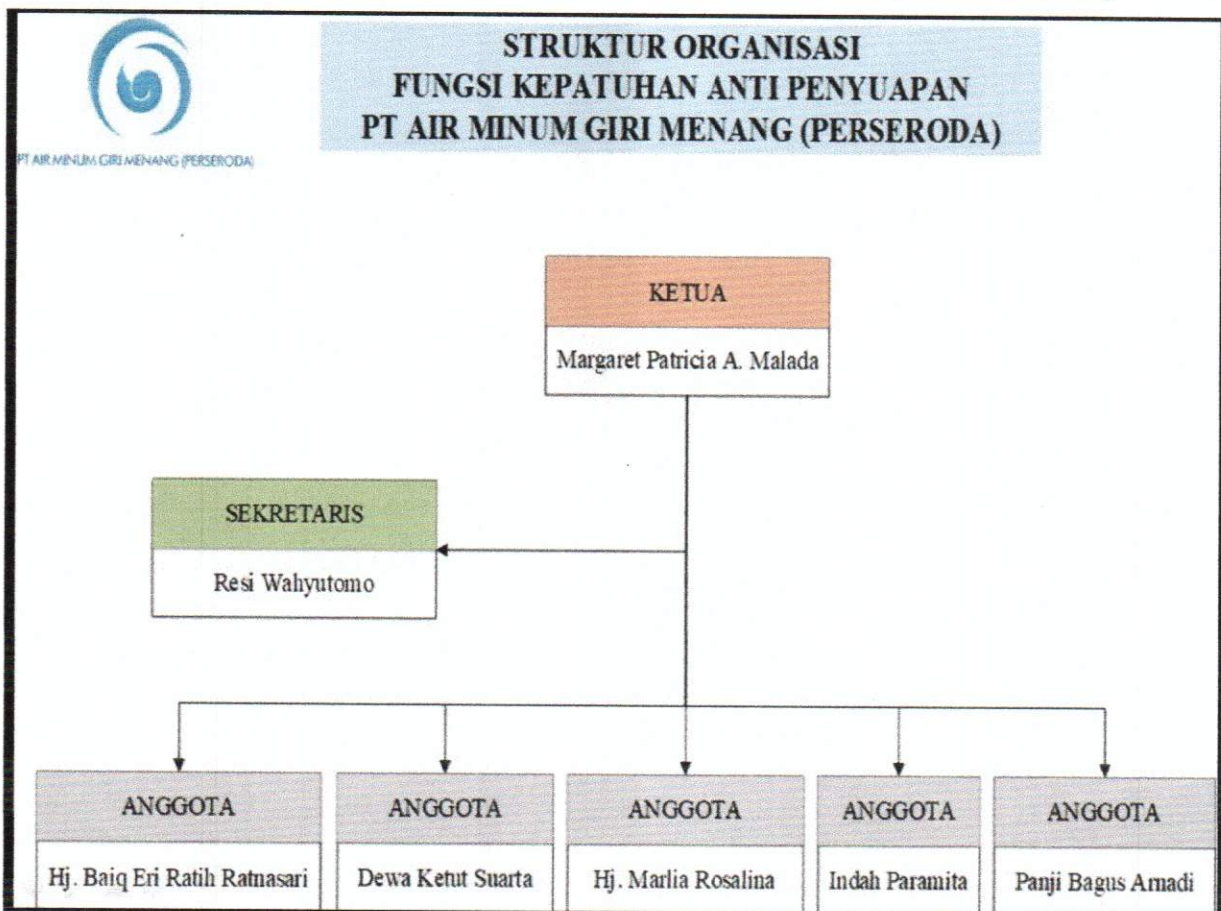 STRUKTUR ORGANISASI
FUNGSI KEPATUHAN ANTI PENYUAPAN
PT AIR MINUM GIRI MENANG (PERSERODA)
PT AIR MINUM GIRI MENANG (PERSERODA)
KETUA
Margaret Patricia A. Malada
SEKRETARIS
Resi Wahyutomo
ANGGOTA
Hj. Baiq Eri Ratih Ratnasari
ANGGOTA
Dewa Ketut Suarta
ANGGOTA
Hj. Marlia Rosalina
ANGGOTA
Indah Paramita
ANGGOTA
Panji Bagus Arnadi